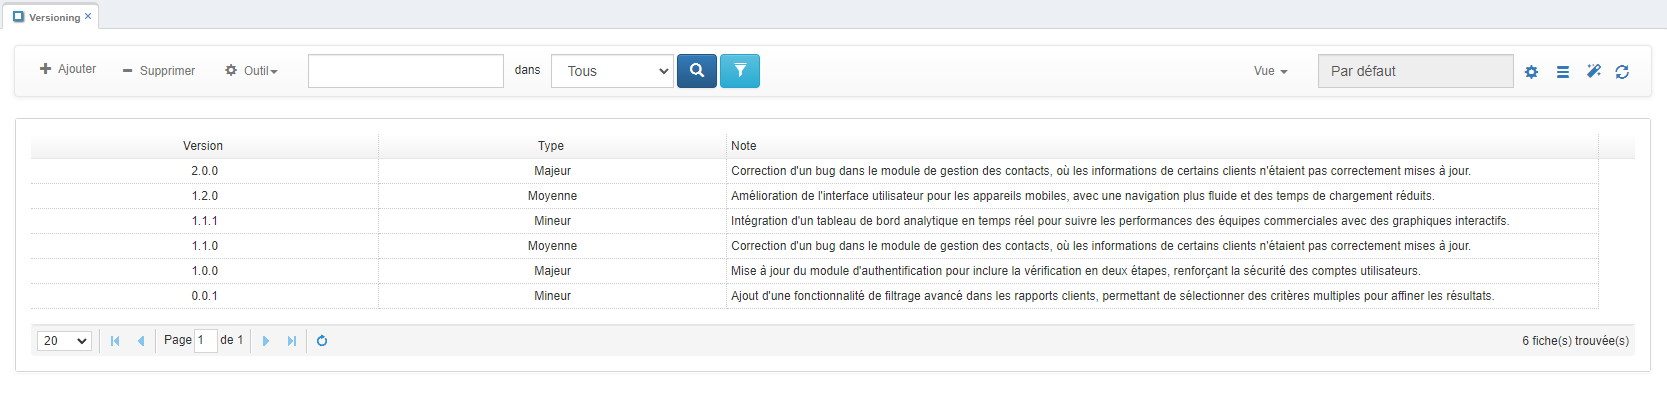 Versioning
Ajouter Supprimer Outil dans Tous Vue Par défaut
Version Type Note
2.0.0 Majeur Correction d'un bug dans le module de gestion des contacts, où les informations de certains clients n'étaient pas correctement mises à jour.
1.2.0 Moyenne Amélioration de l'interface utilisateur pour les appareils mobiles, avec une navigation plus fluide et des temps de chargement réduits.
1.1.1 Mineur Intégration d'un tableau de bord analytique en temps réel pour suivre les performances des équipes commerciales avec des graphiques interactifs.
1.1.0 Moyenne Correction d'un bug dans le module de gestion des contacts, où les informations de certains clients n'étaient pas correctement mises à jour.
1.0.0 Majeur Mise à jour du module d'authentification pour inclure la vérification en deux étapes, renforçant la sécurité des comptes utilisateurs.
0.0.1 Mineur Ajout d'une fonctionnalité de filtrage avancé dans les rapports clients, permettant de sélectionner des critères multiples pour affiner les résultats.
20 Page 1 de 1 6 fiche(s) trouvée(s)